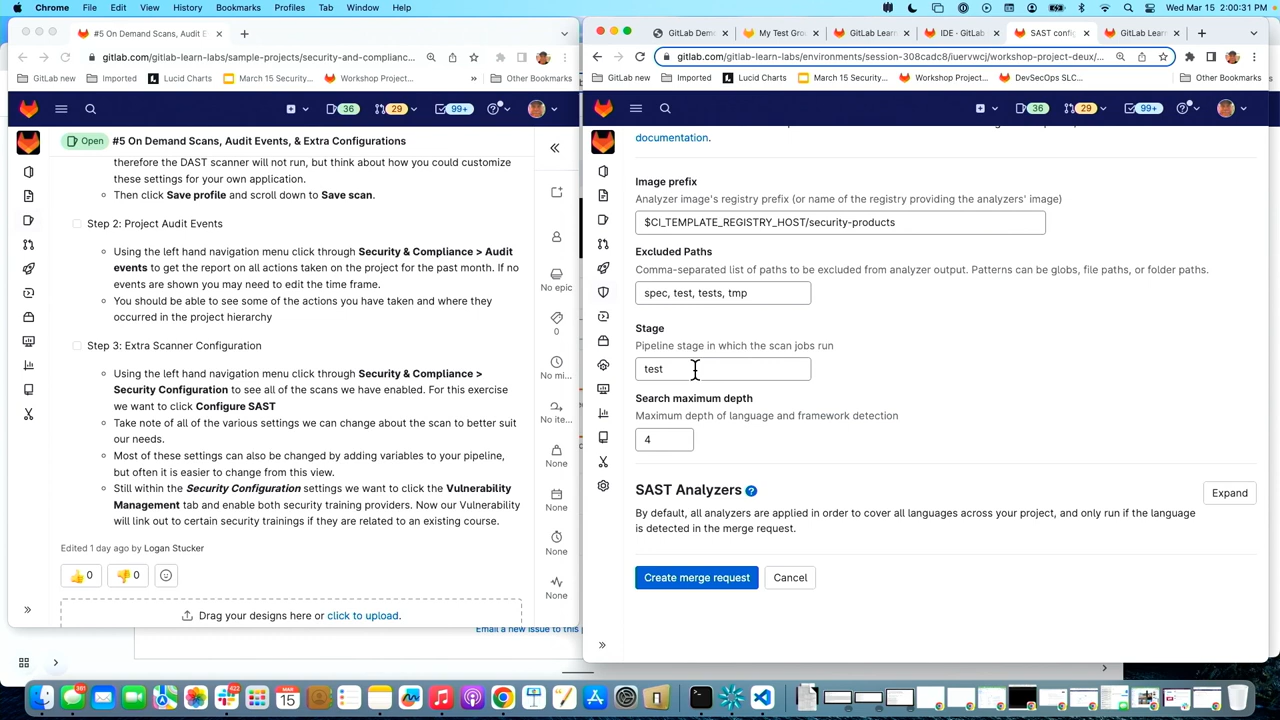 Chrome File Edit View History Bookmarks Profiles Tab Window Help
Wed Mar 15 2:00:31 PM
#5 On Demand Scans, Audit E
gitlab.com/gitlab-learn-labs/sample-projects/security-and-complianc...
GitLab new Imported Lucid Charts March 15 Security... Workshop Project... Other Bookmarks
36 29 99+
Open #5 On Demand Scans, Audit Events, & Extra Configurations
therefore the DAST scanner will not run, but think about how you could customize
these settings for your own application.
Then click Save profile and scroll down to Save scan.
Step 2: Project Audit Events
Using the left hand navigation menu click through Security & Compliance > Audit
events to get the report on all actions taken on the project for the past month. If no
events are shown you may need to edit the time frame.
You should be able to see some of the actions you have taken and where they
occurred in the project hierarchy
Step 3: Extra Scanner Configuration
Using the left hand navigation menu click through Security & Compliance >
Security Configuration to see all of the scans we have enabled. For this exercise
we want to click Configure SAST
Take note of all of the various settings we can change about the scan to better suit
our needs.
Most of these settings can also be changed by adding variables to your pipeline,
but often it is easier to change from this view.
Still within the Security Configuration settings we want to click the Vulnerability
Management tab and enable both security training providers. Now our Vulnerability
will link out to certain security trainings if they are related to an existing course.
Edited 1 day ago by Logan Stucker
👍 0 👎 0
Drag your designs here or click to upload.
Email a new issue to this
No epic
0
No mi...
No ite...
None
None
None
None
GitLab Dem My Test Gro GitLab Learn IDE · GitLab SAST config GitLab Learn
gitlab.com/gitlab-learn-labs/environments/session-308cadc8/iuervwcj/workshop-project-deux/...
GitLab new Imported Lucid Charts March 15 Security... Workshop Project... DevSecOps SLC... Other Bookmarks
36 29 99+
documentation.
Image prefix
Analyzer image's registry prefix (or name of the registry providing the analyzers' image)
$CI_TEMPLATE_REGISTRY_HOST/security-products
Excluded Paths
Comma-separated list of paths to be excluded from analyzer output. Patterns can be globs, file paths, or folder paths.
spec, test, tests, tmp
Stage
Pipeline stage in which the scan jobs run
test
Search maximum depth
Maximum depth of language and framework detection
4
SAST Analyzers
Expand
By default, all analyzers are applied in order to cover all languages across your project, and only run if the language
is detected in the merge request.
Create merge request Cancel